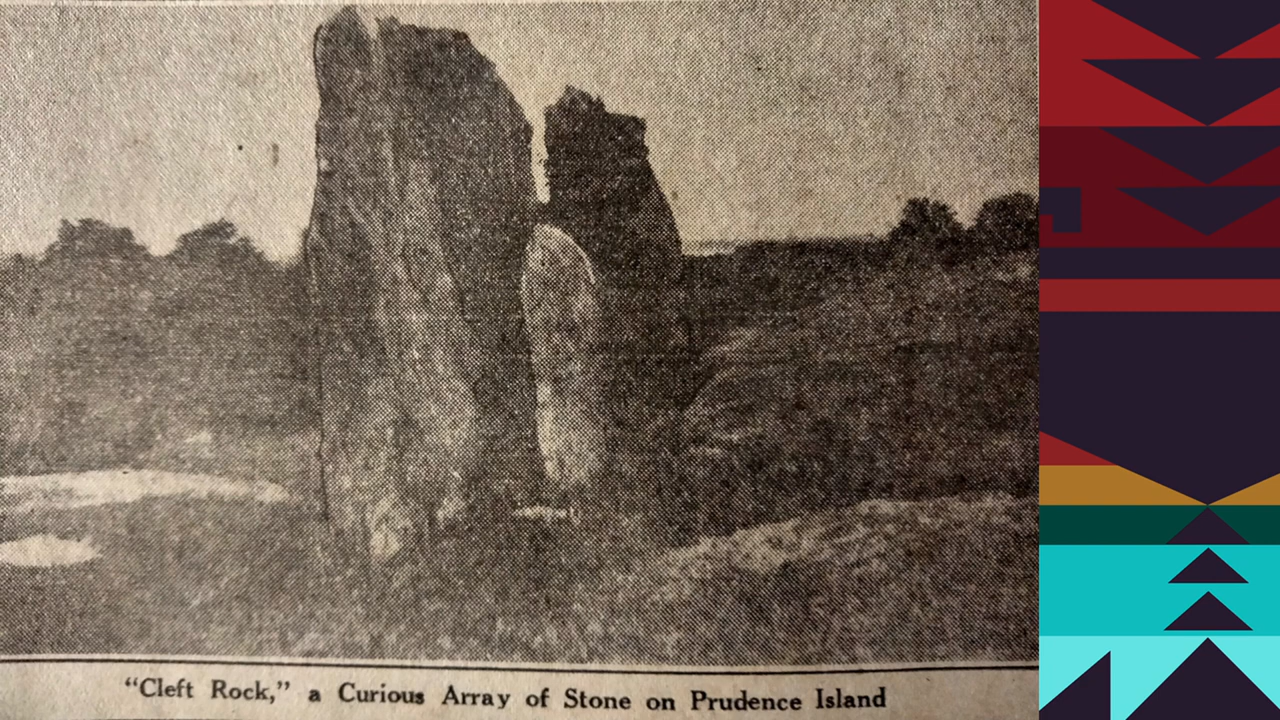 “Cleft Rock,” a Curious Array of Stone on Prudence Island